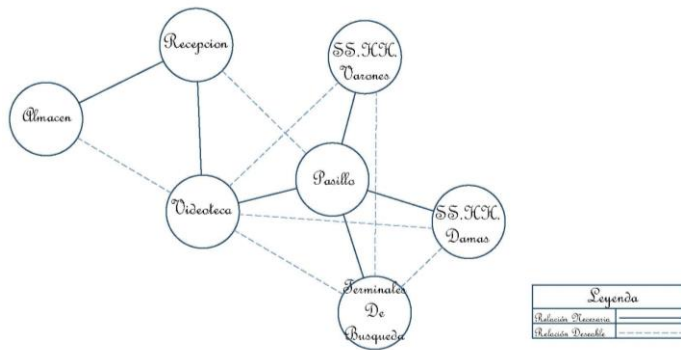 Recepcion
SS.HH.
Varones
Almacen
Pasillo
Videoteca
SS.HH.
Damas
Terminales
De
Busqueda
Leyenda
Relación Necesaria
Relación Deseable